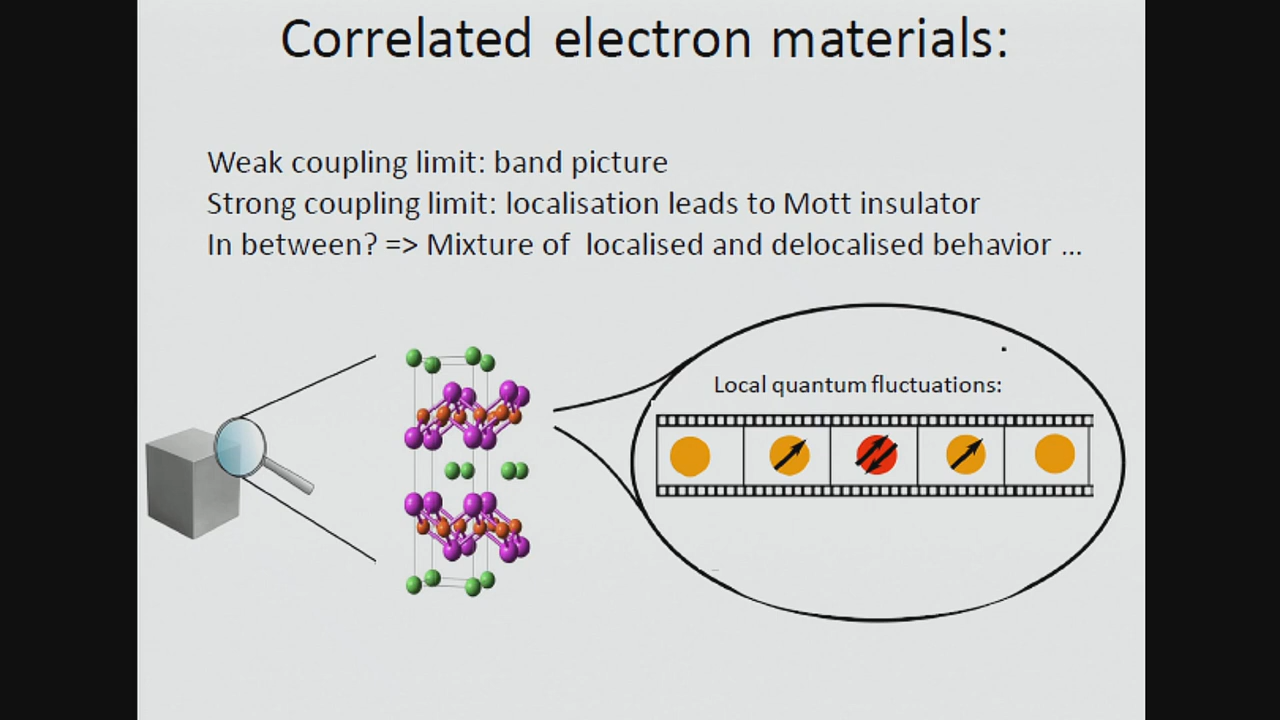 Correlated electron materials:
Weak coupling limit: band picture
Strong coupling limit: localisation leads to Mott insulator
In between? => Mixture of localised and delocalised behavior ...
Local quantum fluctuations: